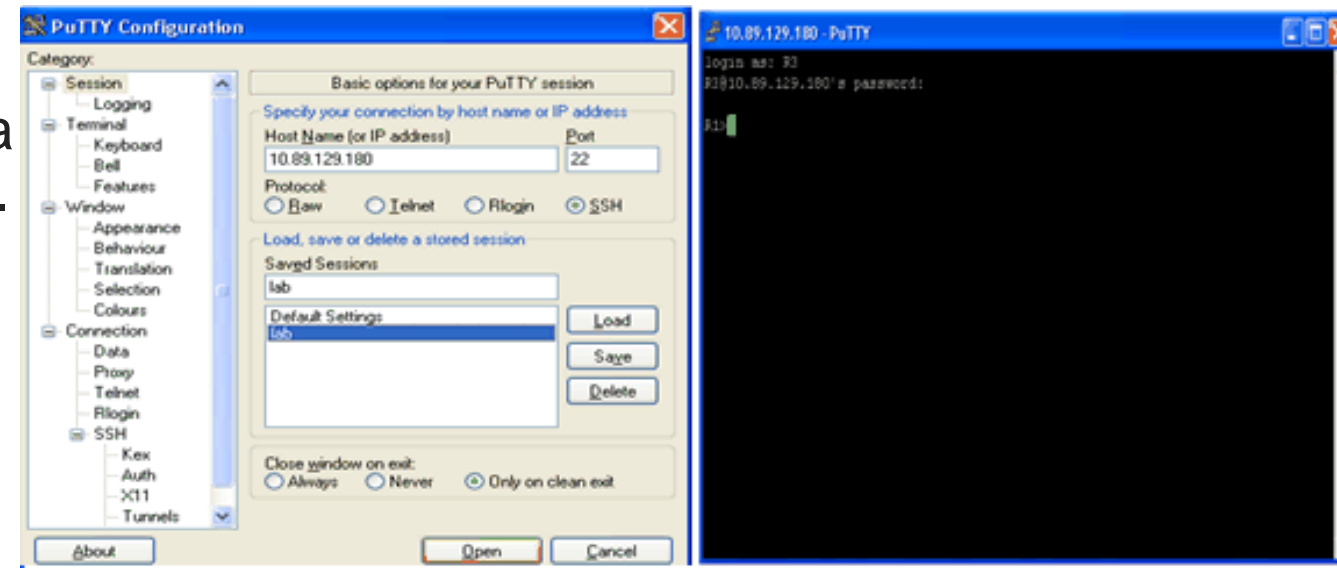 a
.
PuTTY Configuration
Category:
Session
Logging
Terminal
Keyboard
Bell
Features
Window
Appearance
Behaviour
Translation
Selection
Colours
Connection
Data
Proxy
Telnet
Rlogin
SSH
Kex
Auth
X11
Tunnels
Basic options for your PuTTY session
Specify your connection by host name or IP address
Host Name (or IP address)
Port
10.89.129.180
22
Protocol:
Raw
Telnet
Rlogin
SSH
Load, save or delete a stored session
Saved Sessions
lab
Default Settings
lab
Load
Save
Delete
Close window on exit:
Always
Never
Only on clean exit
About
Open
Cancel
10.89.129.180 - PuTTY
login as: R3
R3@10.89.129.180's password:
R1>